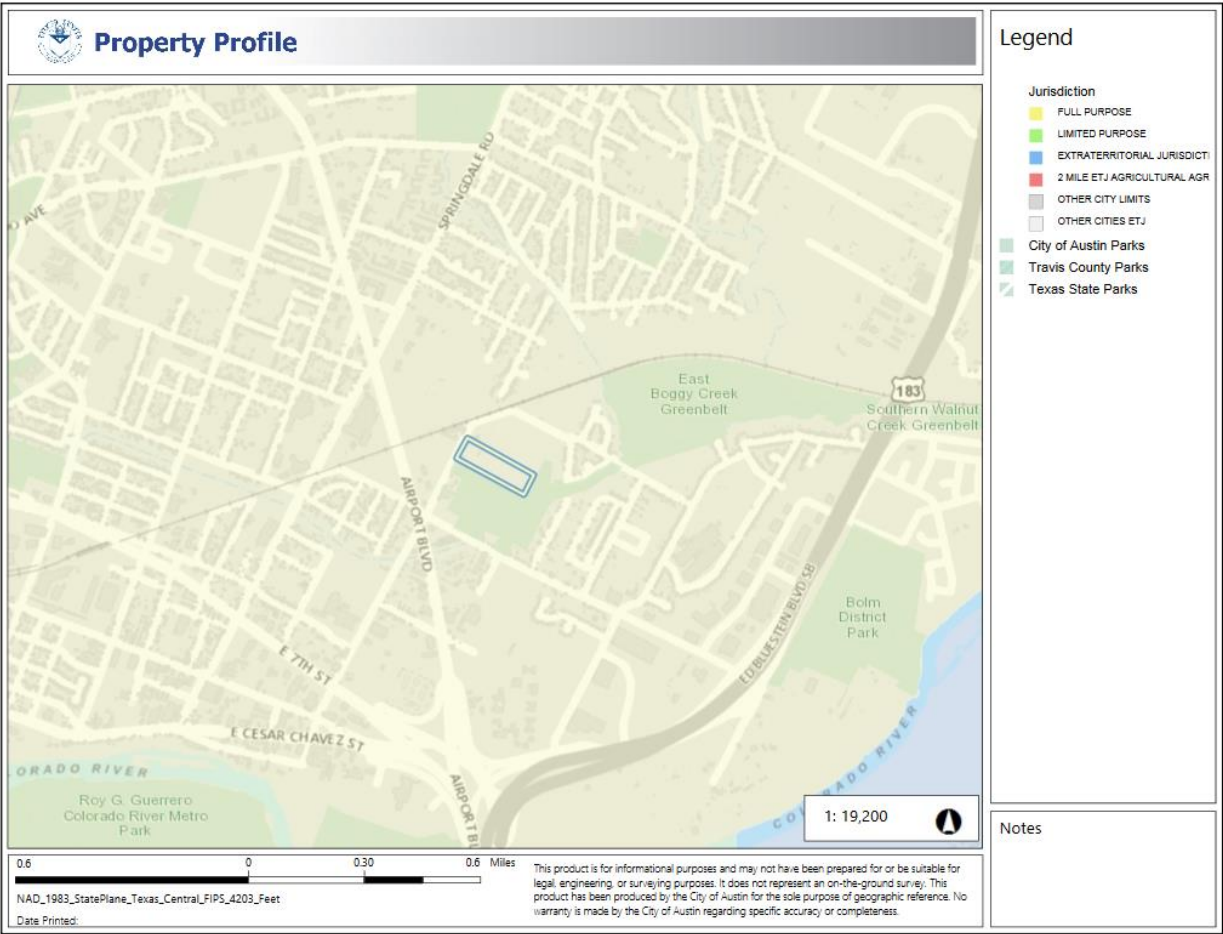 Property Profile
Legend
Jurisdiction
FULL PURPOSE
LIMITED PURPOSE
EXTRATERRITORIAL JURISDICTI
2 MILE ETJ AGRICULTURAL AGR
OTHER CITY LIMITS
OTHER CITIES ETJ
City of Austin Parks
Travis County Parks
Texas State Parks
SPRINGDALE RD
AVE
East
Boggy Creek
Greenbelt
183
Southern Walnut
Creek Greenbelt
AIRPORT BLVD
ED BLUESTEIN BLVD SB
Bolm
District
Park
E 7TH ST
E CESAR CHAVEZ ST
ORADO RIVER
Roy G. Guerrero
Colorado River Metro
Park
AIRPORT BL
COLORADO RIVER
1: 19,200
Notes
0.6 0 0.30 0.6 Miles
NAD_1983_StatePlane_Texas_Central_FIPS_4203_Feet
Date Printed:
This product is for informational purposes and may not have been prepared for or be suitable for
legal, engineering, or surveying purposes. It does not represent an on-the-ground survey. This
product has been produced by the City of Austin for the sole purpose of geographic reference. No
warranty is made by the City of Austin regarding specific accuracy or completeness.